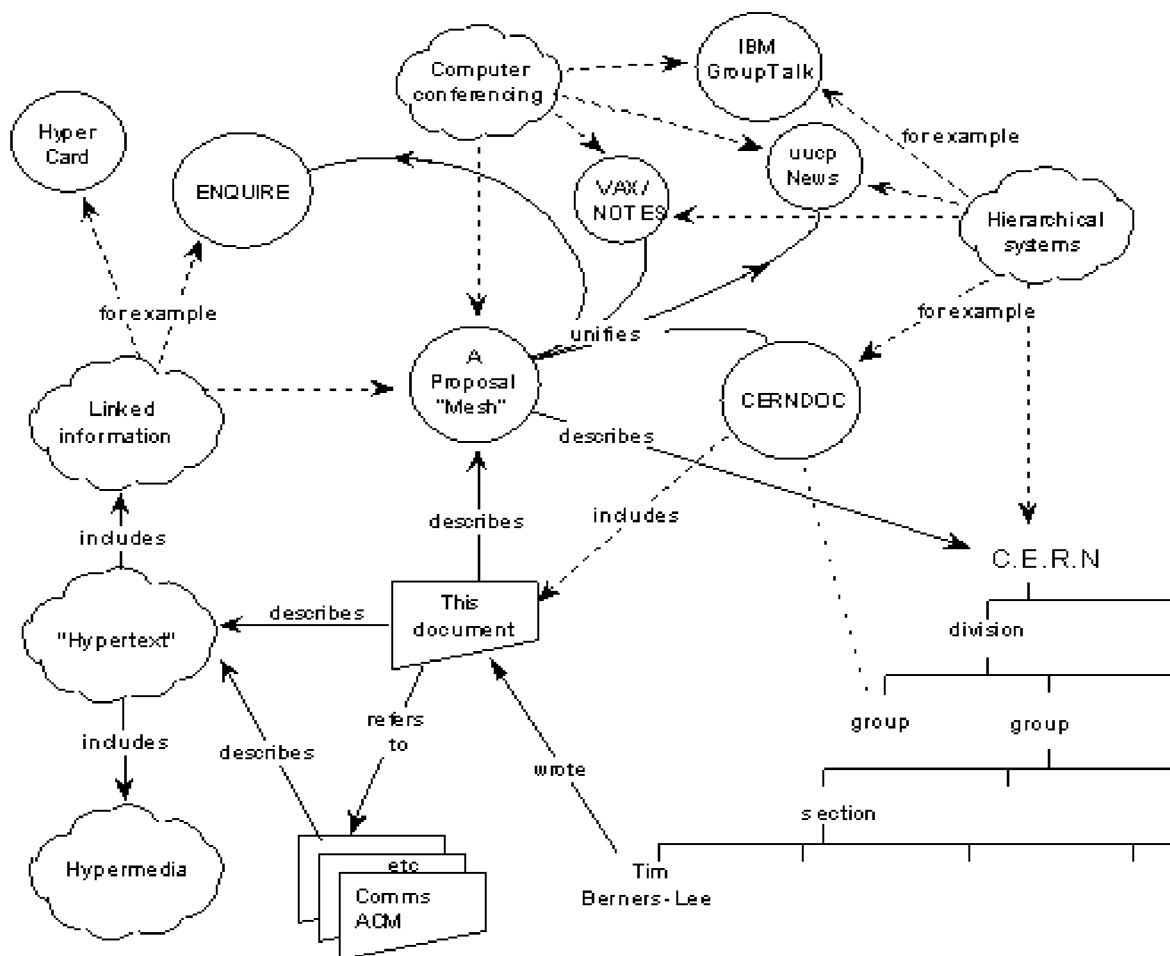 IBM
GroupTalk
Computer
conferencing
Hyper
Card
for example
uucp
News
ENQUIRE
VAX/
NOTES
Hierarchical
systems
for example
for example
unifies
A
Proposal
"Mesh"
CERNDOC
Linked
information
describes
includes
describes
includes
C.E.R.N
This
document
describes
division
"Hypertext"
refers
to
group
group
includes
describes
wrote
section
Hypermedia
etc
Tim
Berners-Lee
Comms
ACM